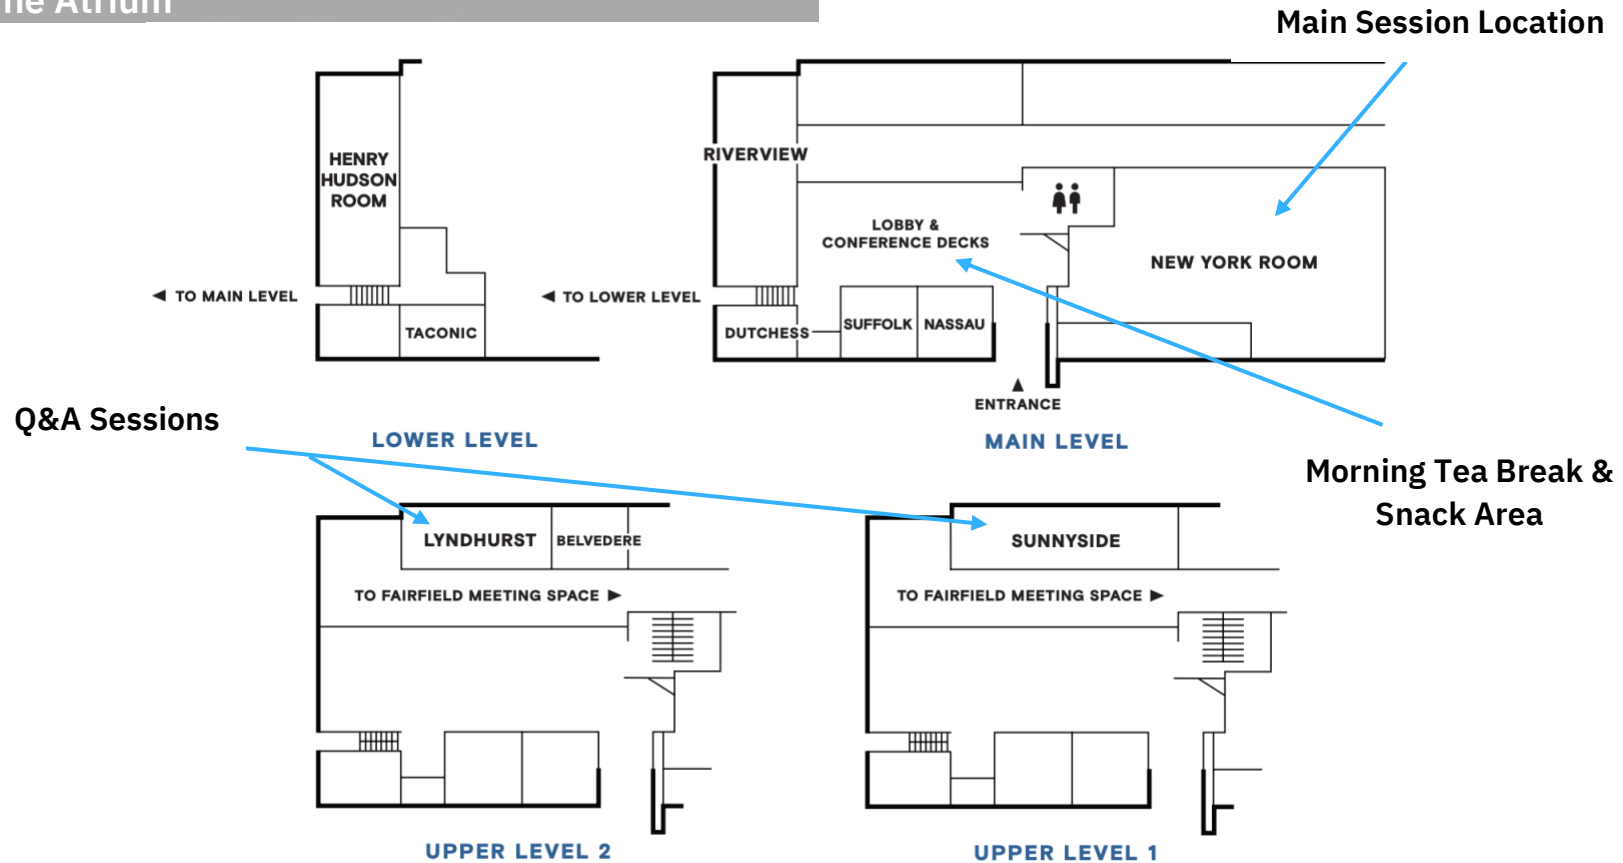 The Atrium
Main Session Location
HENRY
HUDSON
ROOM
◄ TO MAIN LEVEL
TACONIC
LOWER LEVEL
RIVERVIEW
LOBBY &
CONFERENCE DECKS
NEW YORK ROOM
◄ TO LOWER LEVEL
DUTCHESS
SUFFOLK
NASSAU
▲
ENTRANCE
MAIN LEVEL
Q&A Sessions
Morning Tea Break &
Snack Area
LYNDHURST
BELVEDERE
TO FAIRFIELD MEETING SPACE ►
UPPER LEVEL 2
SUNNYSIDE
TO FAIRFIELD MEETING SPACE ►
UPPER LEVEL 1